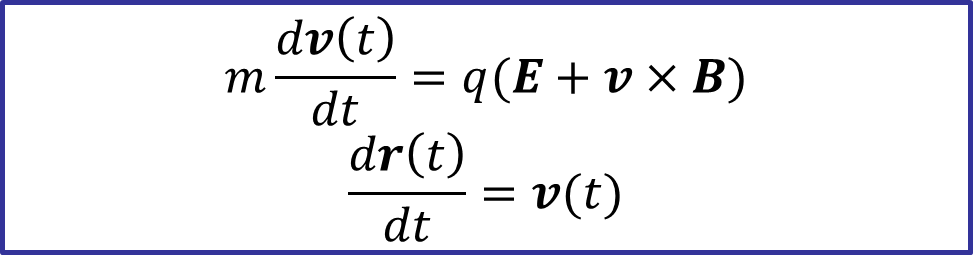 m d𝒗(t)/dt = q(𝑬 + 𝒗 × 𝑩)
d𝒓(t)/dt = 𝒗(t)